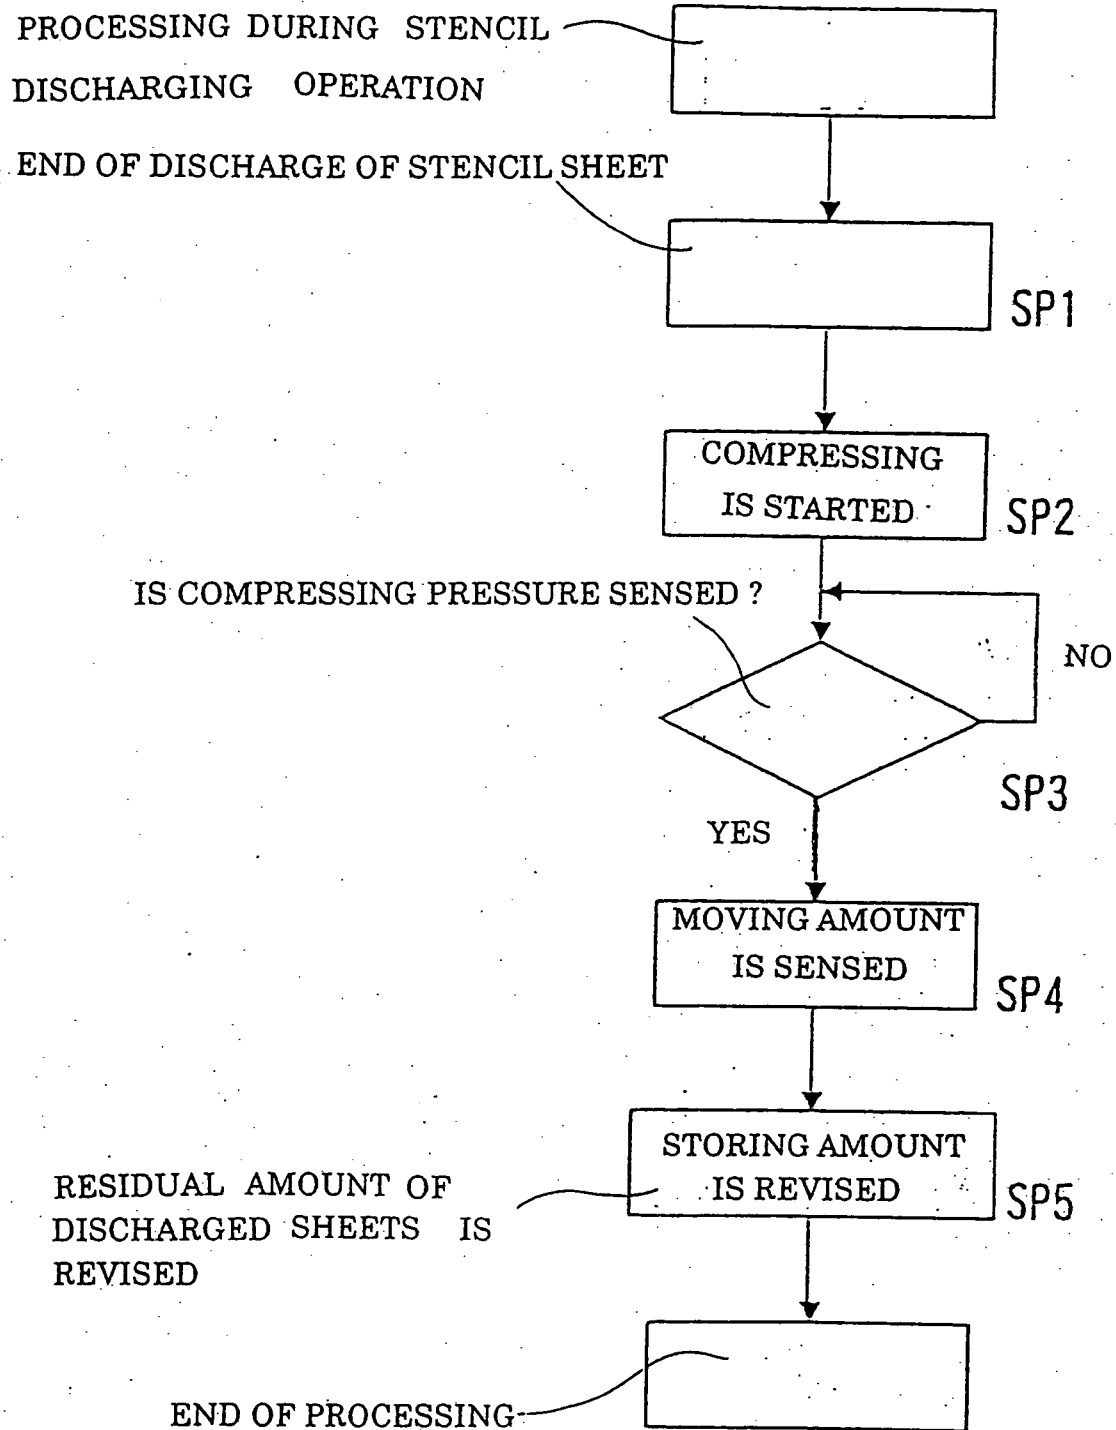 PROCESSING DURING STENCIL
DISCHARGING OPERATION
END OF DISCHARGE OF STENCIL SHEET
SP1
COMPRESSING
IS STARTED
SP2
IS COMPRESSING PRESSURE SENSED ?
NO
SP3
YES
MOVING AMOUNT
IS SENSED
SP4
STORING AMOUNT
IS REVISED
SP5
RESIDUAL AMOUNT OF
DISCHARGED SHEETS IS
REVISED
END OF PROCESSING